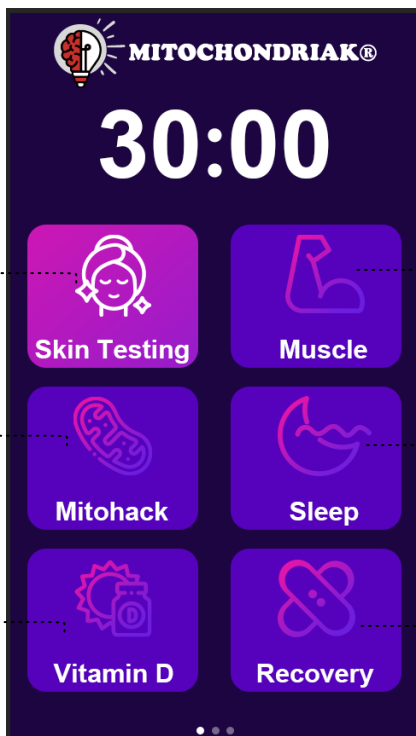 MITOCHONDRIAK®
30:00
Skin Testing
Muscle
Mitohack
Sleep
D
Vitamin D
Recovery